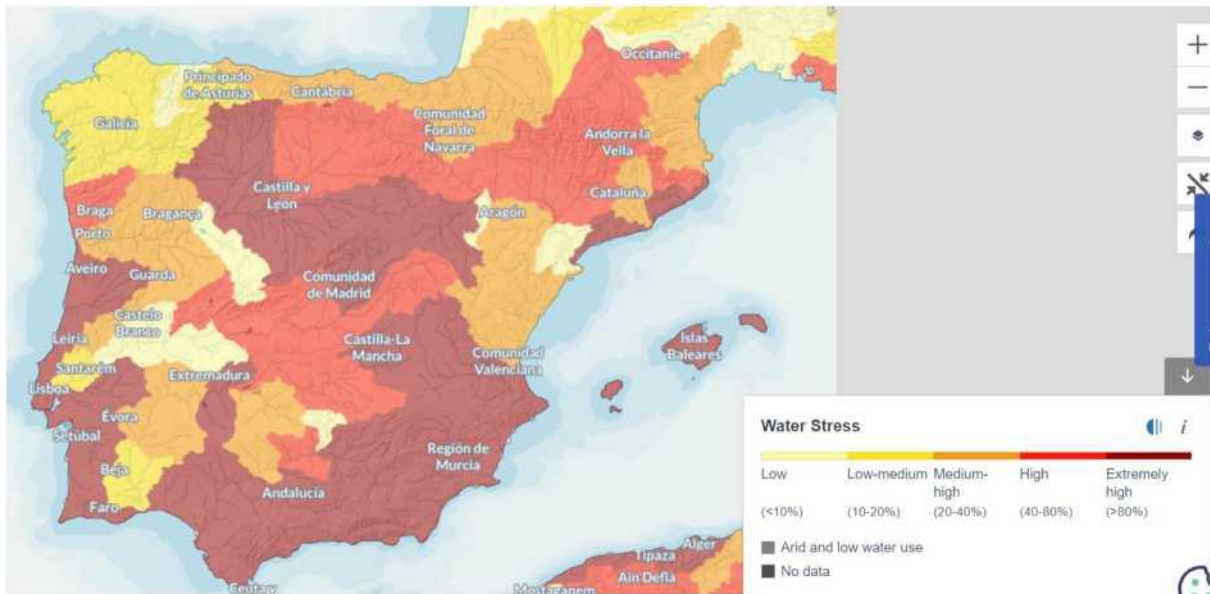 Occitanie
Principado
de Asturias
Cantabria
Galicia
Comunidad
Foral de
Navarra
Andorra la
Vella
Castilla y
León
Cataluña
Braga
Bragança
Aragón
Porto
Aveiro
Guarda
Comunidad
de Madrid
Castelo
Branco
Leiria
Castilla-La
Mancha
Islas
Baleares
Comunidad
Valenciana
Santarém
Extremadura
Lisboa
Évora
Setúbal
Región de
Murcia
Beja
Andalucía
Faro
Alger
Tipaza
Ain Defla
Mostaganem
Ceuta y
Water Stress
i
Low
Low-medium
Medium-
high
High
Extremely
high
(<10%)
(10-20%)
(20-40%)
(40-80%)
(>80%)
Arid and low water use
No data